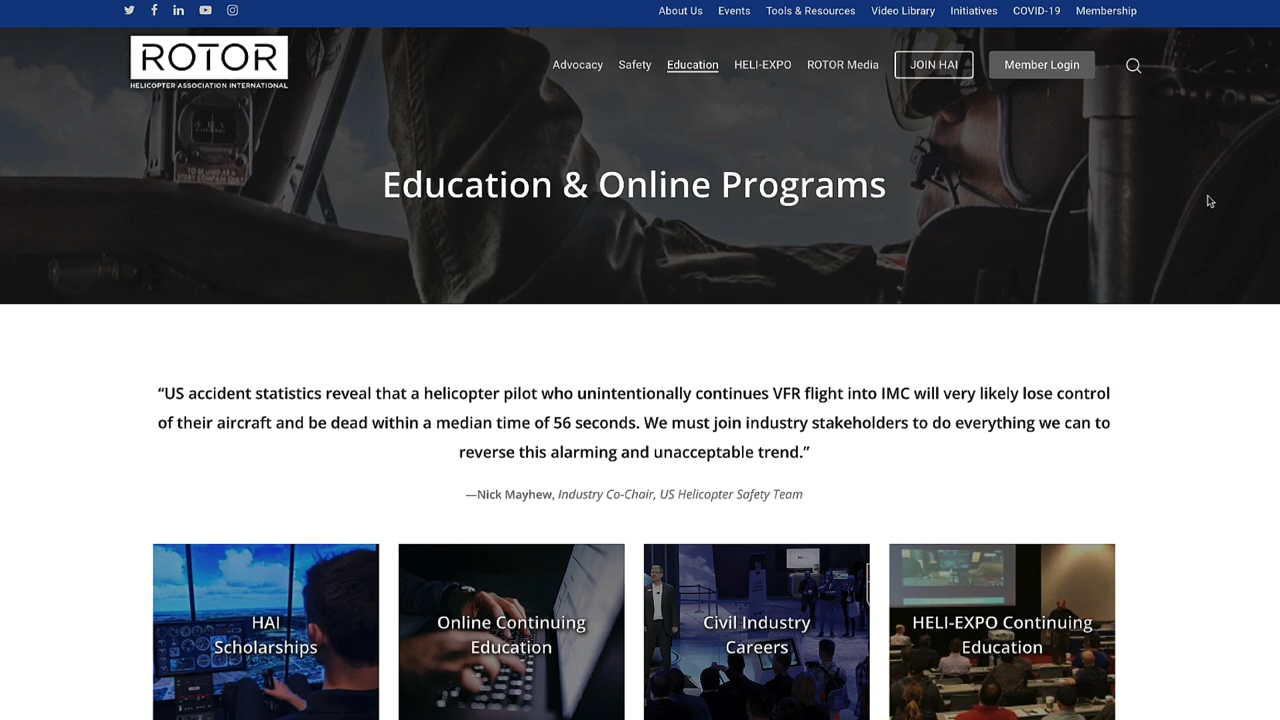 About Us Events Tools & Resources Video Library Initiatives COVID-19 Membership
ROTOR
HELICOPTER ASSOCIATION INTERNATIONAL
Advocacy Safety Education HELI-EXPO ROTOR Media JOIN HAI Member Login
Education & Online Programs
“US accident statistics reveal that a helicopter pilot who unintentionally continues VFR flight into IMC will very likely lose control
of their aircraft and be dead within a median time of 56 seconds. We must join industry stakeholders to do everything we can to
reverse this alarming and unacceptable trend.”
—Nick Mayhew, Industry Co-Chair, US Helicopter Safety Team
HAI
Scholarships
Online Continuing
Education
Civil Industry
Careers
HELI-EXPO Continuing
Education